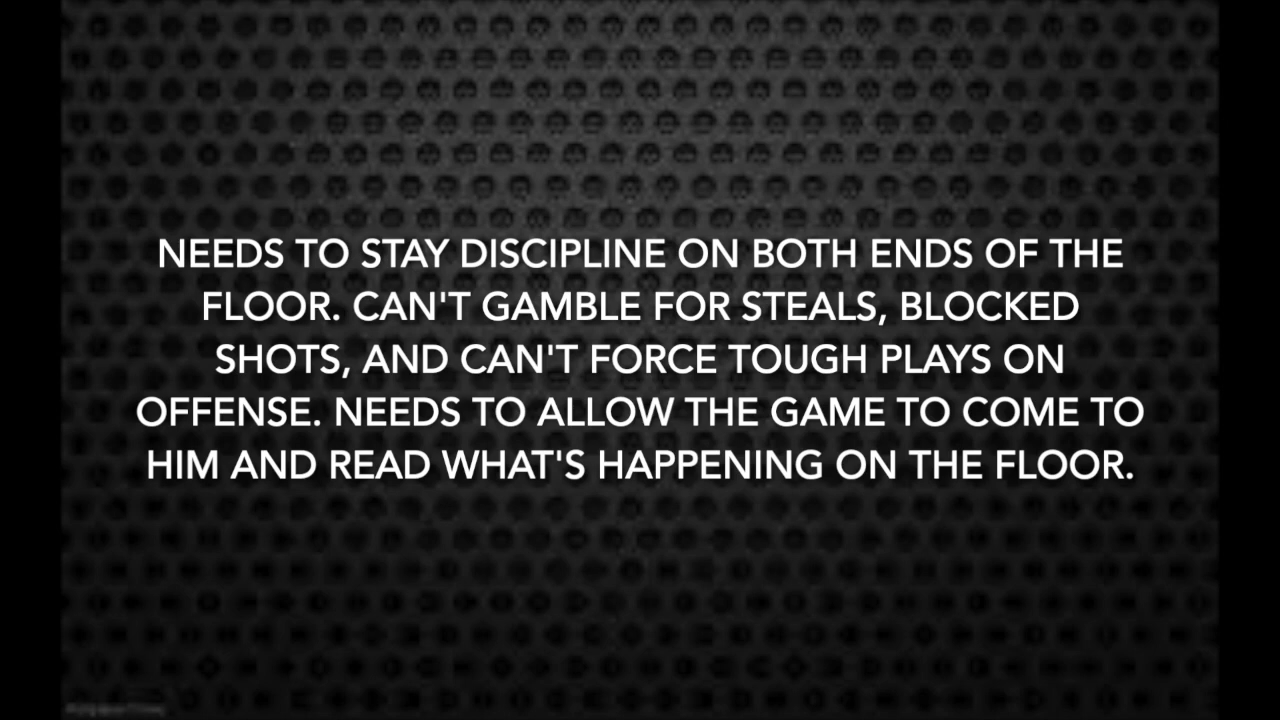 NEEDS TO STAY DISCIPLINE ON BOTH ENDS OF THE
FLOOR. CAN'T GAMBLE FOR STEALS, BLOCKED
SHOTS, AND CAN'T FORCE TOUGH PLAYS ON
OFFENSE. NEEDS TO ALLOW THE GAME TO COME TO
HIM AND READ WHAT'S HAPPENING ON THE FLOOR.